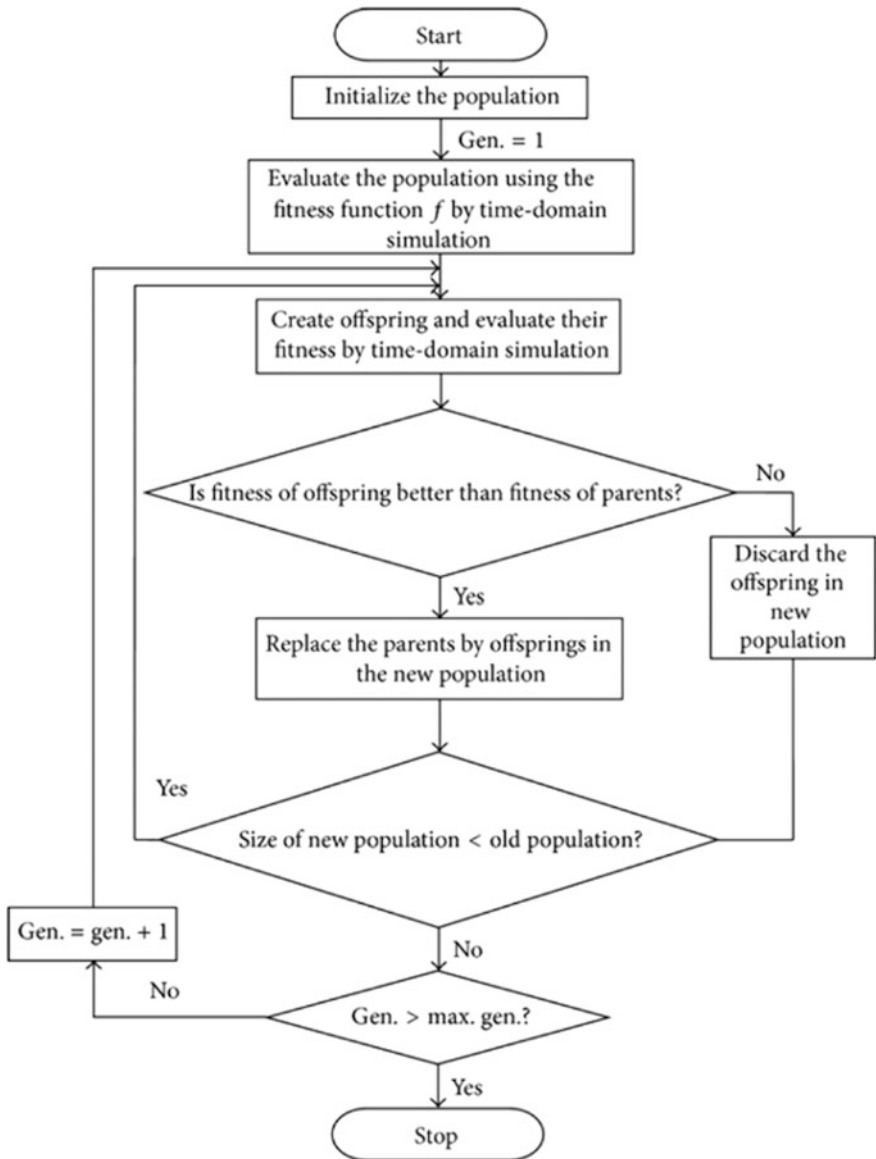 Start
Initialize the population
Gen. = 1
Evaluate the population using the
fitness function f by time-domain
simulation
Create offspring and evaluate their
fitness by time-domain simulation
Is fitness of offspring better than fitness of parents?
No
Discard the
offspring in
new
population
Yes
Replace the parents by offsprings in
the new population
Yes
Size of new population < old population?
Gen. = gen. + 1
No
No
Gen. > max. gen.?
Yes
Stop